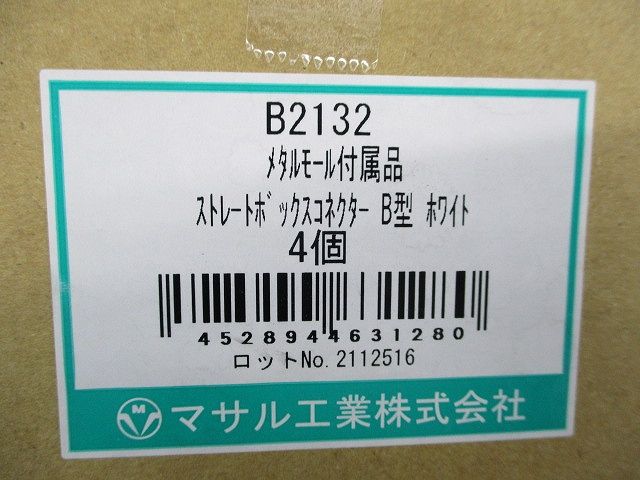 B2132
ﾒﾀﾙﾓｰﾙ付属品
ｽﾄﾚｰﾄﾎﾞｯｸｽｺﾈｸﾀｰ B型 ﾎﾜｲﾄ
4個
4528944631280
ロットNo.2112516
M マサル工業株式会社